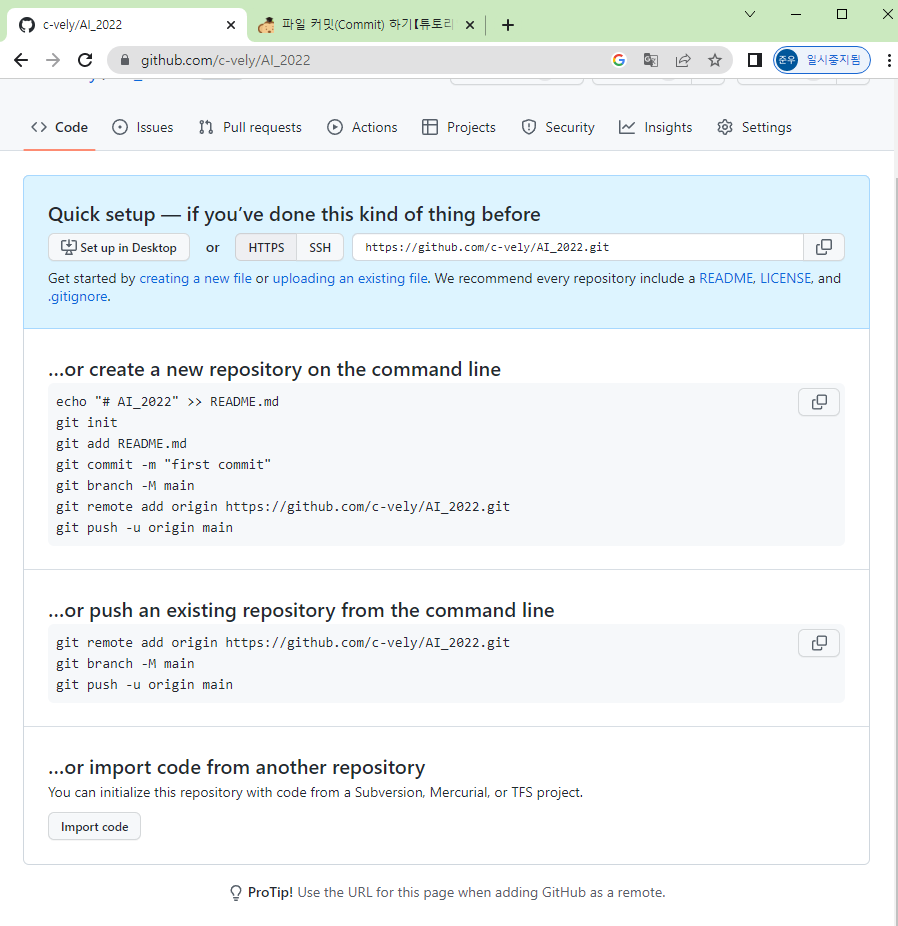 c-vely/AI_2022
파일 커밋(Commit) 하기【튜토리
github.com/c-vely/AI_2022
준우 일시중지됨
Code Issues Pull requests Actions Projects Security Insights Settings
Quick setup — if you've done this kind of thing before
Set up in Desktop or HTTPS SSH https://github.com/c-vely/AI_2022.git
Get started by creating a new file or uploading an existing file. We recommend every repository include a README, LICENSE, and
.gitignore.
...or create a new repository on the command line
echo "# AI_2022" >> README.md
git init
git add README.md
git commit -m "first commit"
git branch -M main
git remote add origin https://github.com/c-vely/AI_2022.git
git push -u origin main
...or push an existing repository from the command line
git remote add origin https://github.com/c-vely/AI_2022.git
git branch -M main
git push -u origin main
...or import code from another repository
You can initialize this repository with code from a Subversion, Mercurial, or TFS project.
Import code
ProTip! Use the URL for this page when adding GitHub as a remote.